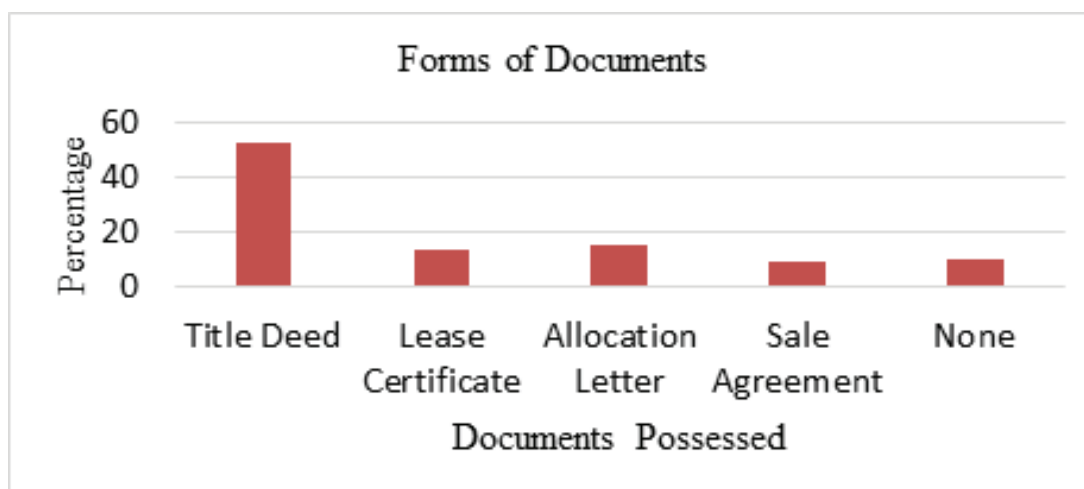 Forms of Documents
60
40
20
0
Percentage
Title Deed
Lease
Certificate
Allocation
Letter
Sale
Agreement
None
Documents Possessed